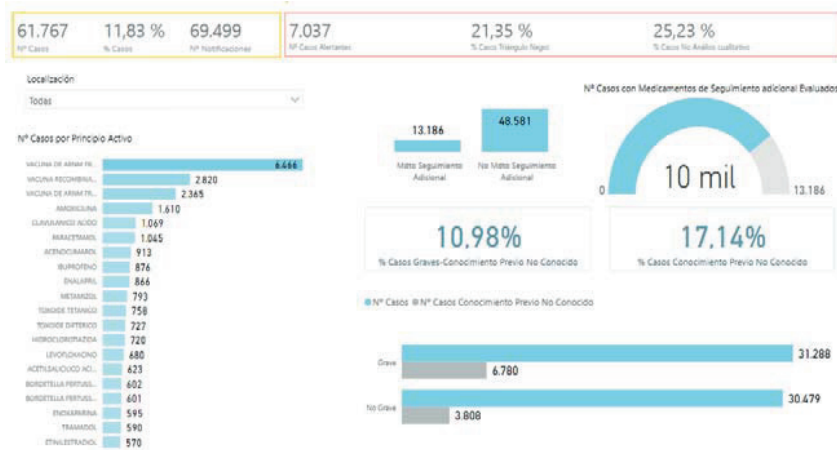 61.767
Nº Casos
11,83 %
% Casos
69.499
Nº Notificaciones
7.037
Nº Casos Alertantes
21,35 %
% Casos Triángulo Negro
25,23 %
% Casos No Análisis cualitativo
Localización
Todas
Nº Casos por Principio Activo
VACUNA DE ARNM FR... 6.466
VACUNA RECOMBINA... 2.820
VACUNA DE ARNM FR... 2.365
AMOXICILINA 1.610
CLAVULANICO ACIDO 1.069
PARACETAMOL 1.045
ACENOCUMAROL 913
IBUPROFENO 876
ENALAPRIL 866
METAMIZOL 793
TOXOIDE TETANICO 758
TOXOIDE DIFTERICO 727
HIDROCLOROTIAZIDA 720
LEVOFLOXACINO 680
ACETILSALICILICO ACI... 623
BORDETELLA PERTUSS... 602
BORDETELLA PERTUSS... 601
ENOXAPARINA 595
TRAMADOL 590
ETINILESTRADIOL 570
13.186
48.581
Mdto Seguimiento
Adicional
No Mdto Seguimiento
Adicional
Nº Casos con Medicamentos de Seguimiento adicional Evaluados
10 mil
0
13.186
10,98%
% Casos Graves-Conocimiento Previo No Conocido
17,14%
% Casos Conocimiento Previo No Conocido
Nº Casos Nº Casos Conocimiento Previo No Conocido
Grave
31.288
6.780
No Grave
30.479
3.808